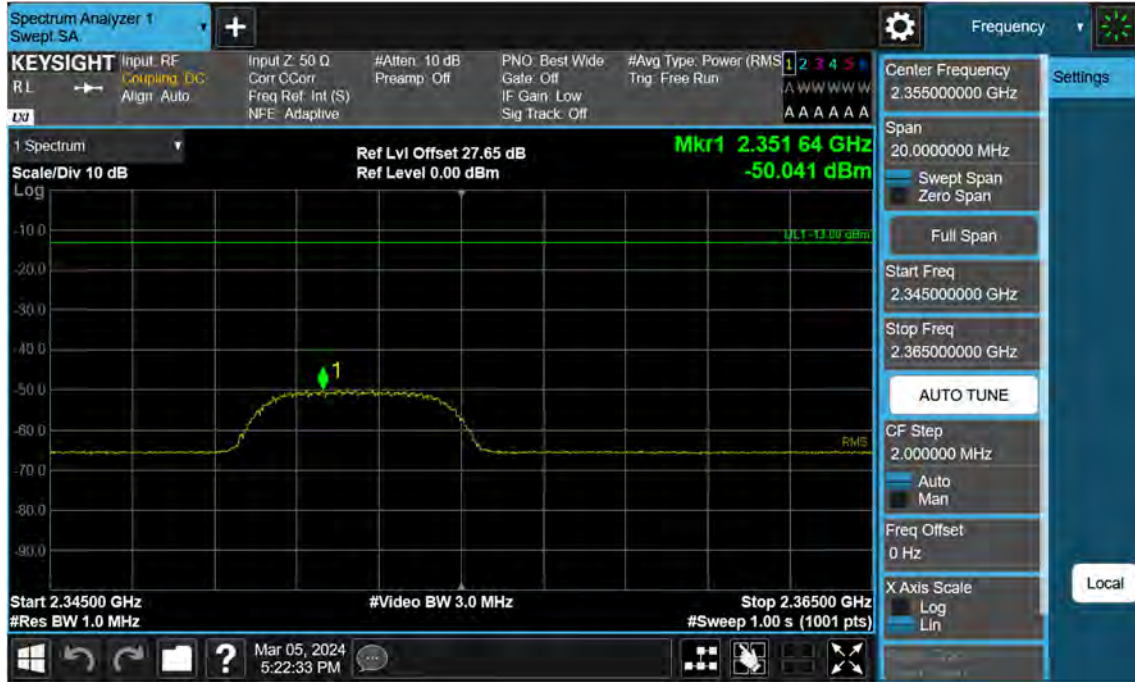 Spectrum Analyzer 1
Swept SA
+
Frequency
KEYSIGHT
RL
LXI
Input: RF
Coupling: DC
Align: Auto
Input Z: 50 Ω
Corr CCorr
Freq Ref: Int (S)
NFE: Adaptive
#Atten: 10 dB
Preamp: Off
PNO: Best Wide
Gate: Off
IF Gain: Low
Sig Track: Off
#Avg Type: Power (RMS
Trig: Free Run
1 2 3 4 5 6
A W W W W W
A A A A A A
1 Spectrum
Scale/Div 10 dB
Log
Ref Lvl Offset 27.65 dB
Ref Level 0.00 dBm
Mkr1 2.351 64 GHz
-50.041 dBm
-10.0
DL1 -13.00 dBm
-20.0
-30.0
-40.0
1
-50.0
-60.0
RMS
-70.0
-80.0
-90.0
Start 2.34500 GHz
#Res BW 1.0 MHz
#Video BW 3.0 MHz
Stop 2.36500 GHz
#Sweep 1.00 s (1001 pts)
?
Mar 05, 2024
5:22:33 PM
Center Frequency
2.355000000 GHz
Settings
Span
20.0000000 MHz
Swept Span
Zero Span
Full Span
Start Freq
2.345000000 GHz
Stop Freq
2.365000000 GHz
AUTO TUNE
CF Step
2.000000 MHz
Auto
Man
Freq Offset
0 Hz
X Axis Scale
Log
Lin
Local